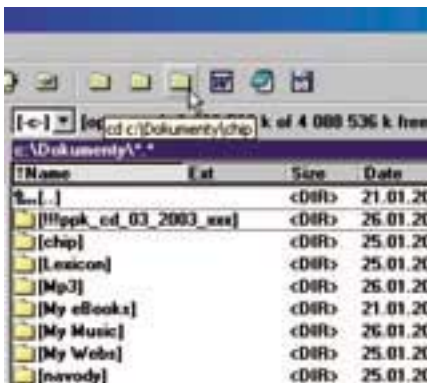 [-c-] [op k of 4 088 536 k free
cd c:\Dokumenty\chip
c:\Dokumenty\*.*
↑Name Ext Size Date
[..] <DIR> 21.01.20
[!!!ppk_cd_03_2003_xxx] <DIR> 26.01.20
[chip] <DIR> 25.01.20
[Lexicon] <DIR> 25.01.20
[Mp3] <DIR> 26.01.20
[My eBooks] <DIR> 21.01.20
[My Music] <DIR> 26.01.20
[My Webs] <DIR> 25.01.20
[navody] <DIR> 25.01.20